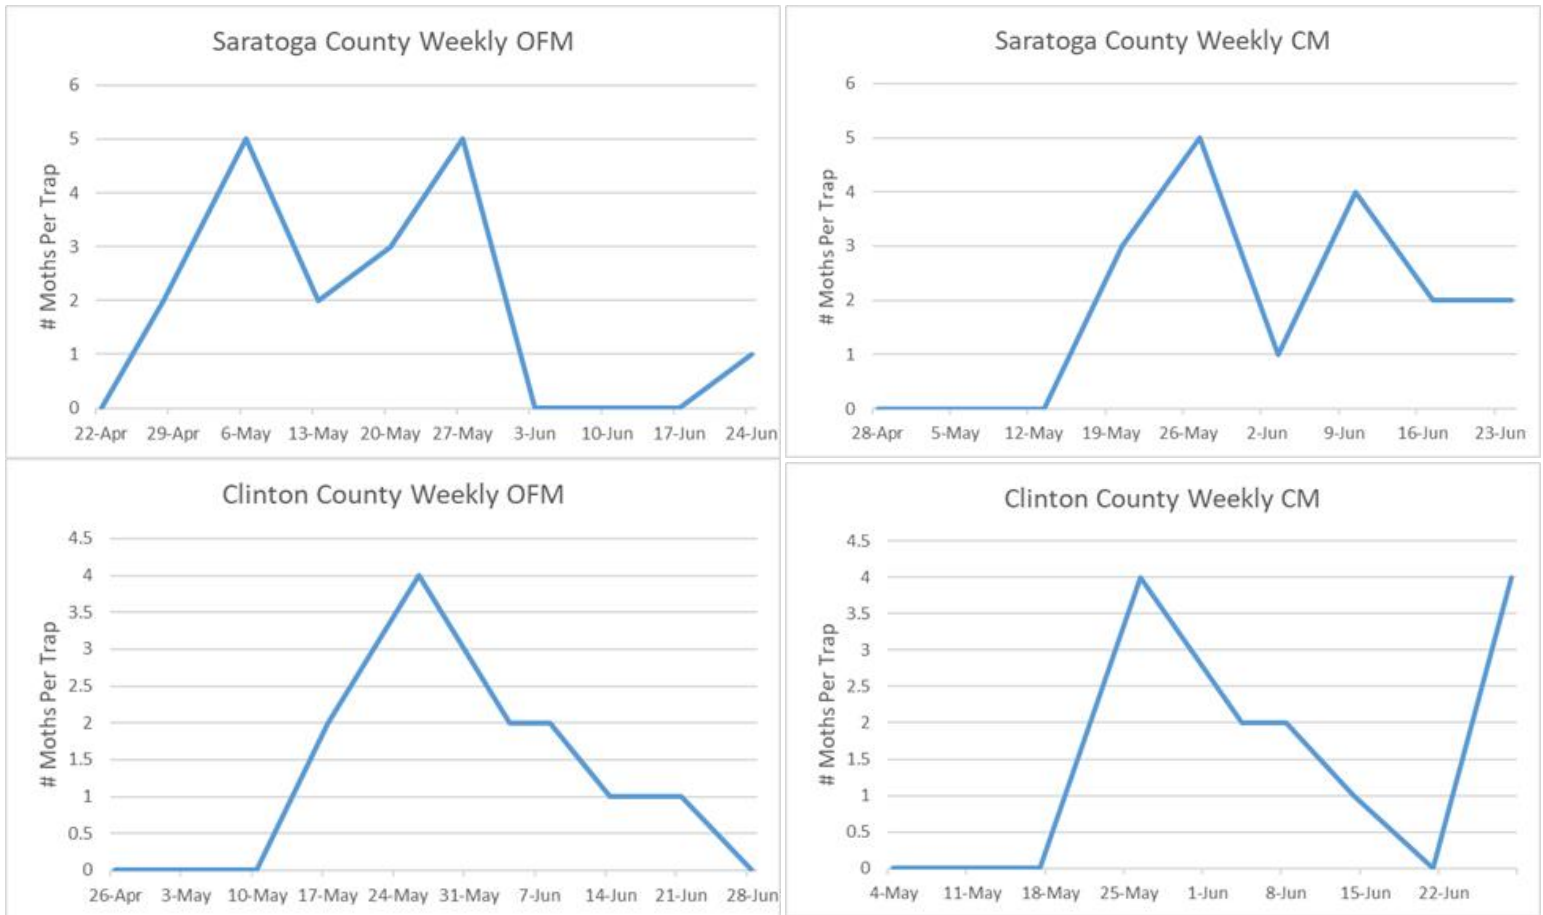 Saratoga County Weekly OFM
# Moths Per Trap
6
5
4
3
2
1
0
22-Apr 29-Apr 6-May 13-May 20-May 27-May 3-Jun 10-Jun 17-Jun 24-Jun
Saratoga County Weekly CM
# Moths Per Trap
6
5
4
3
2
1
0
28-Apr 5-May 12-May 19-May 26-May 2-Jun 9-Jun 16-Jun 23-Jun
Clinton County Weekly OFM
# Moths Per Trap
4.5
4
3.5
3
2.5
2
1.5
1
0.5
0
26-Apr 3-May 10-May 17-May 24-May 31-May 7-Jun 14-Jun 21-Jun 28-Jun
Clinton County Weekly CM
# Moths Per Trap
4.5
4
3.5
3
2.5
2
1.5
1
0.5
0
4-May 11-May 18-May 25-May 1-Jun 8-Jun 15-Jun 22-Jun